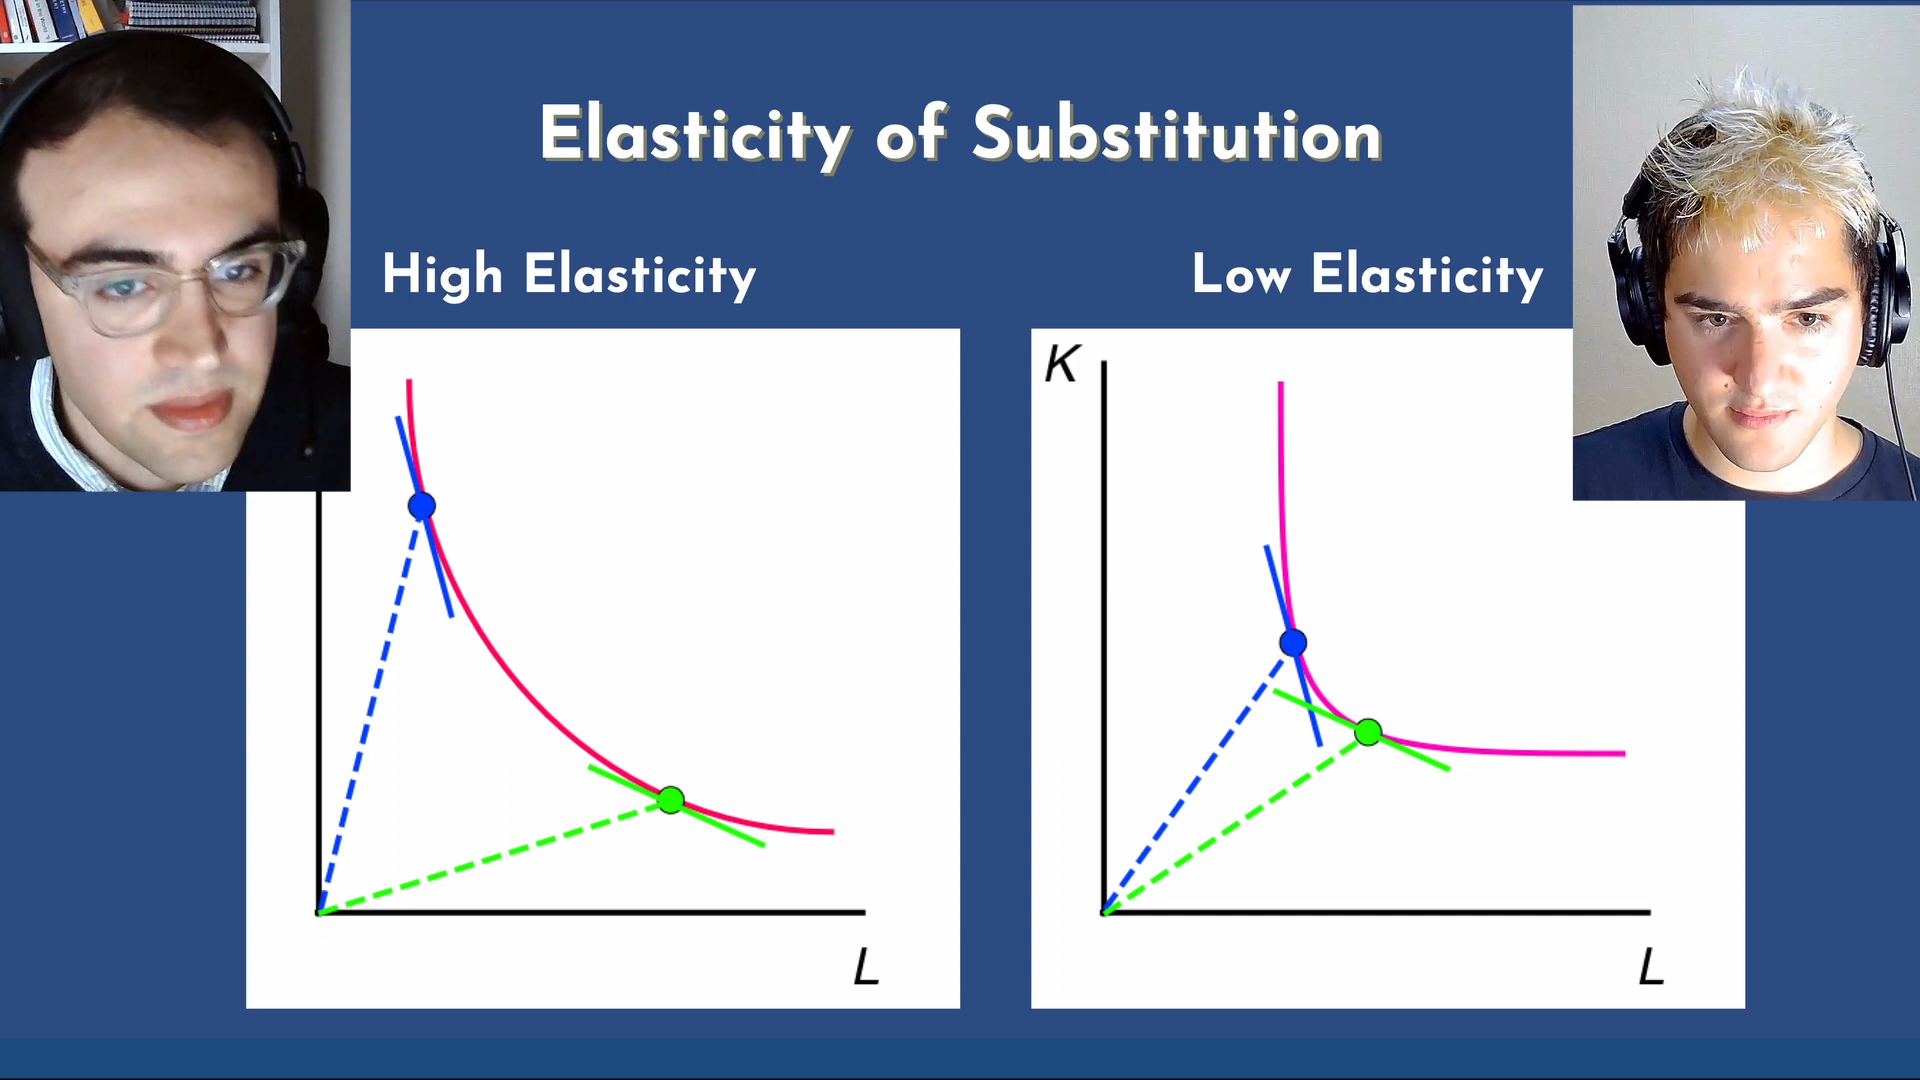 Elasticity of Substitution
High Elasticity
Low Elasticity
K
L
L